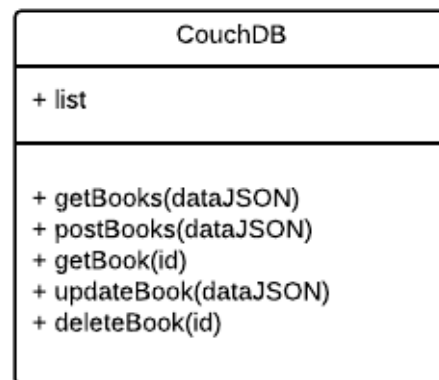 CouchDB
+ list
+ getBooks(dataJSON)
+ postBooks(dataJSON)
+ getBook(id)
+ updateBook(dataJSON)
+ deleteBook(id)